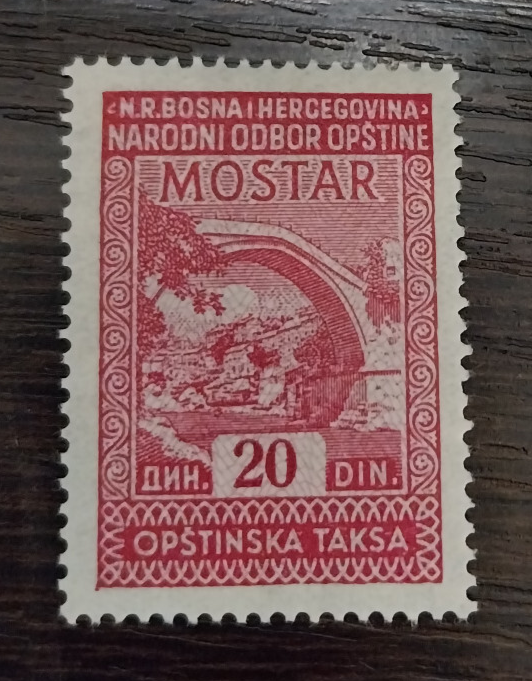 ‹N.R.BOSNA I HERCEGOVINA›
NARODNI ODBOR OPŠTINE
MOSTAR
ДИН. 20 DIN.
OPŠTINSKA TAKSA